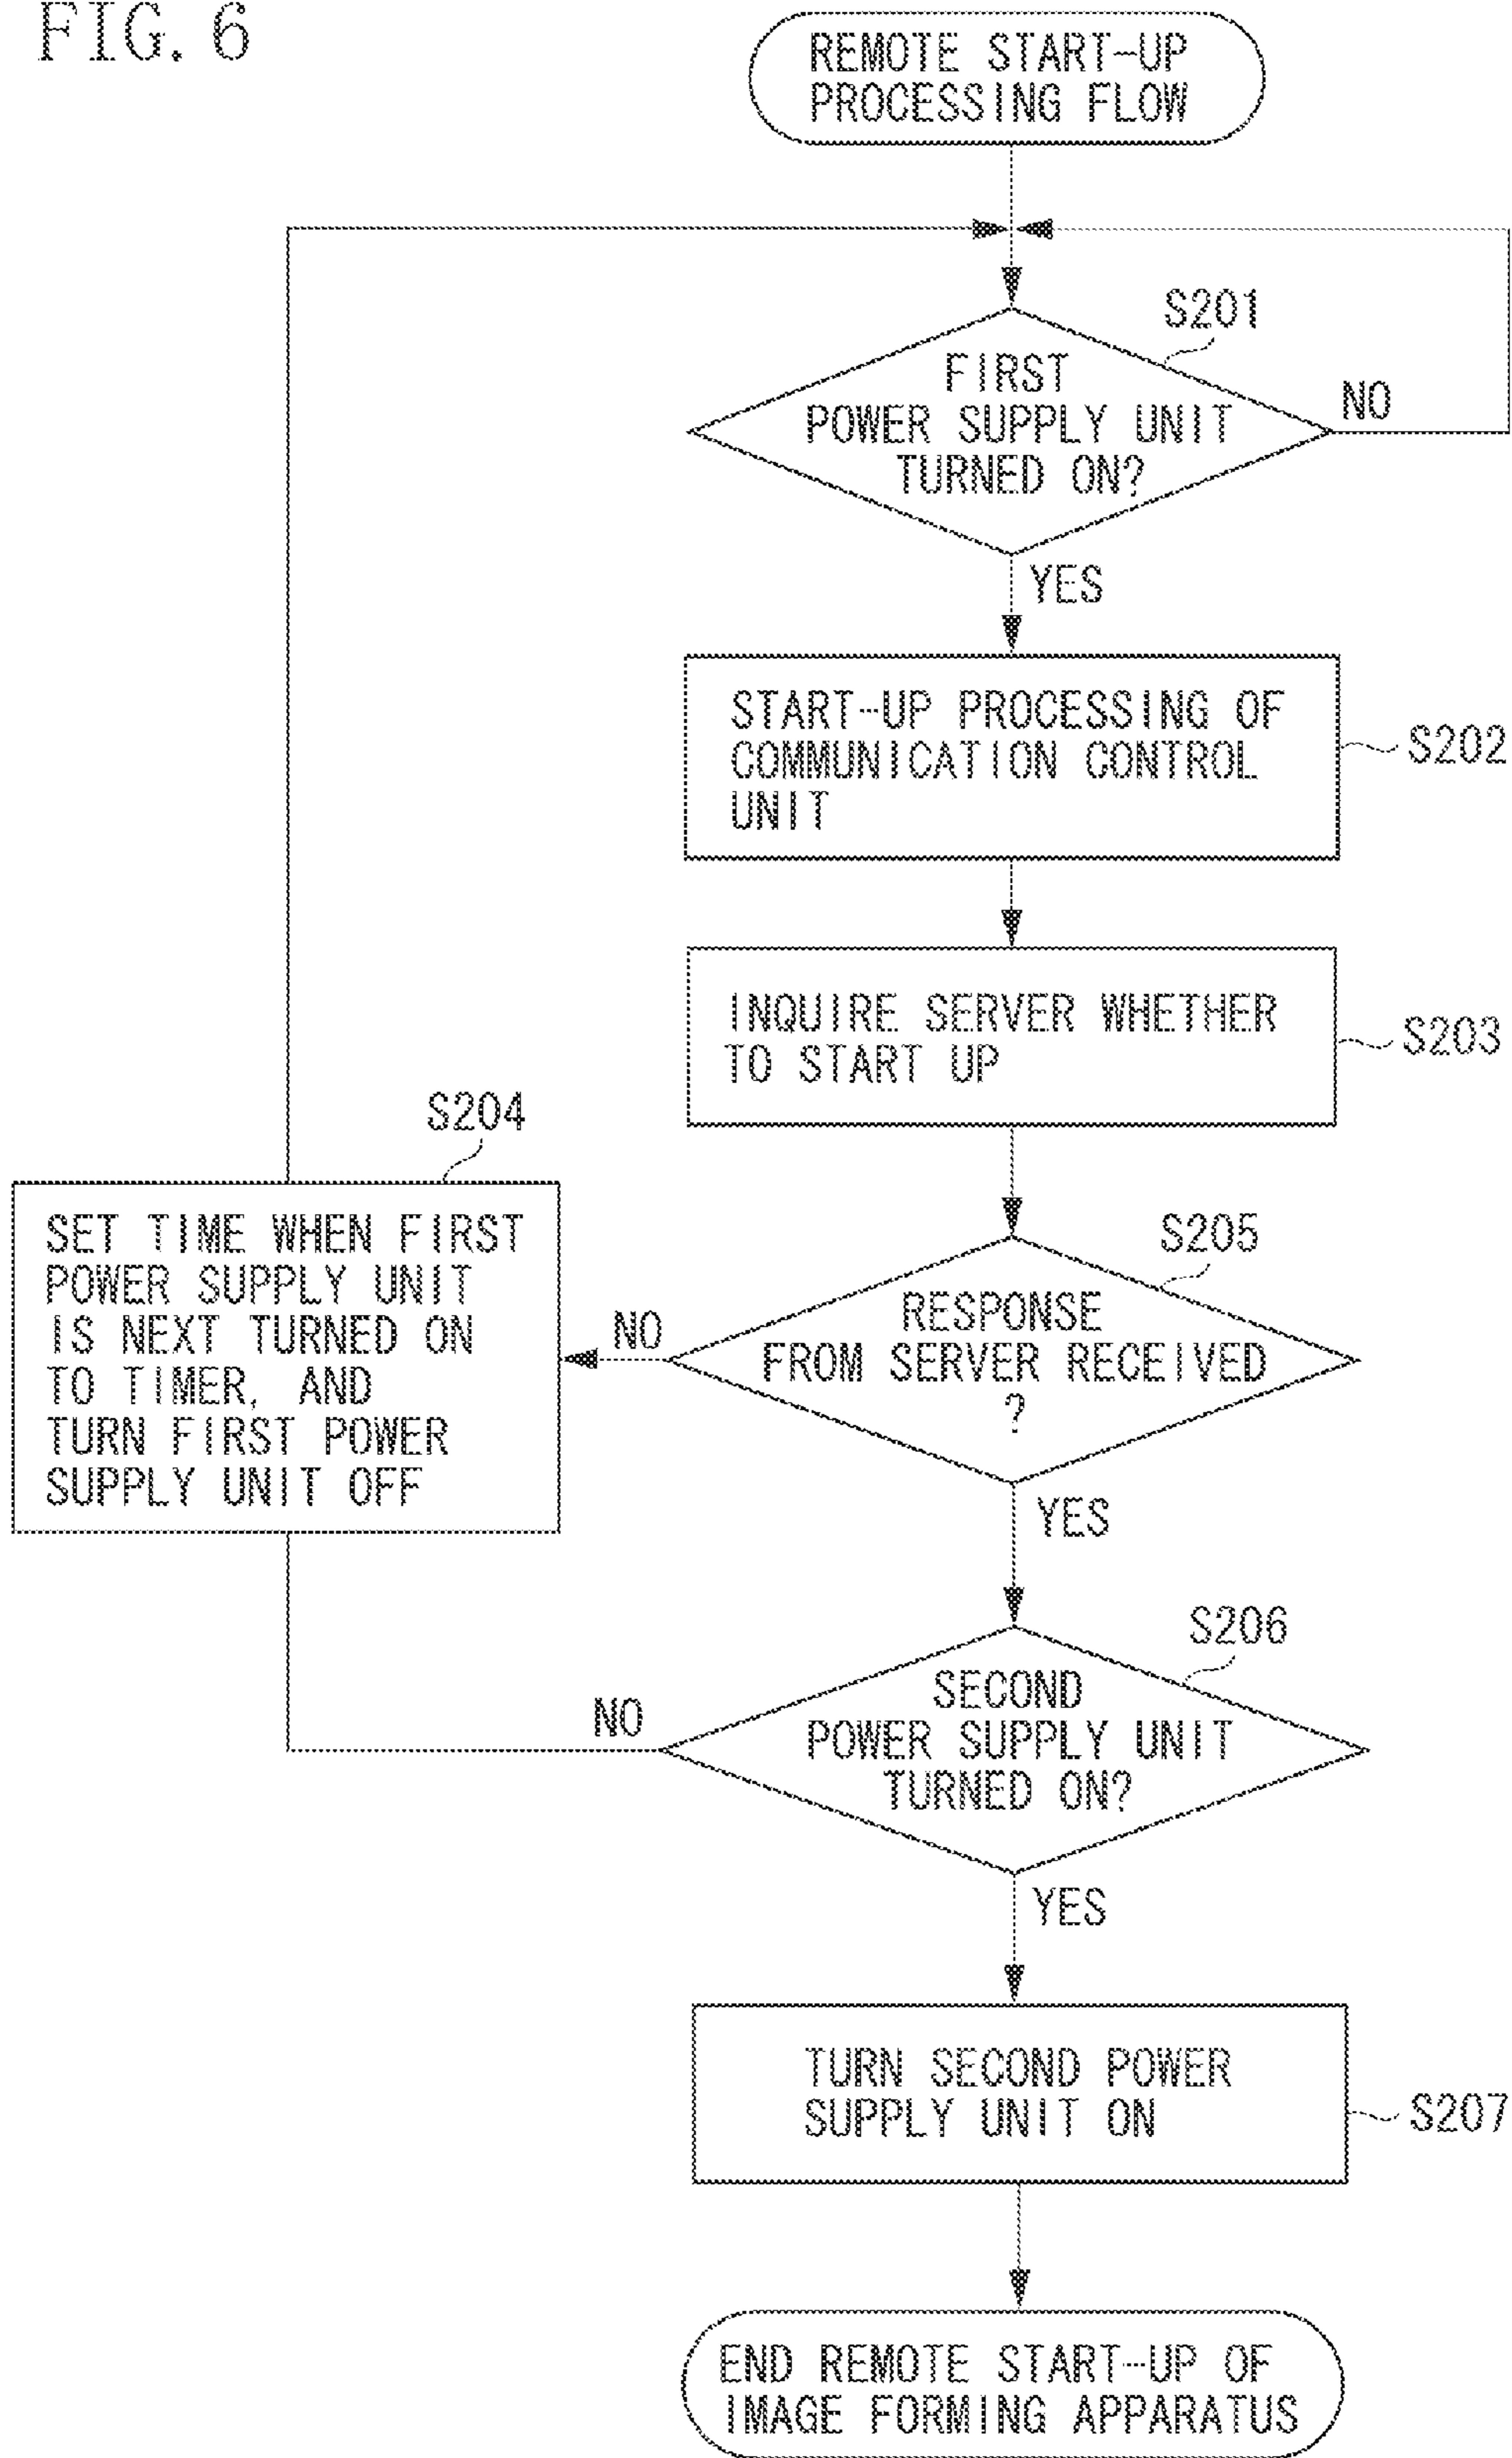 FIG. 6
REMOTE START-UP
PROCESSING FLOW
S201
FIRST
POWER SUPPLY UNIT
TURNED ON?
NO
YES
START-UP PROCESSING OF
COMMUNICATION CONTROL
UNIT
S202
INQUIRE SERVER WHETHER
TO START UP
S203
S204
SET TIME WHEN FIRST
POWER SUPPLY UNIT
IS NEXT TURNED ON
TO TIMER, AND
TURN FIRST POWER
SUPPLY UNIT OFF
S205
NO
RESPONSE
FROM SERVER RECEIVED
?
YES
S206
NO
SECOND
POWER SUPPLY UNIT
TURNED ON?
YES
TURN SECOND POWER
SUPPLY UNIT ON
S207
END REMOTE START-UP OF
IMAGE FORMING APPARATUS